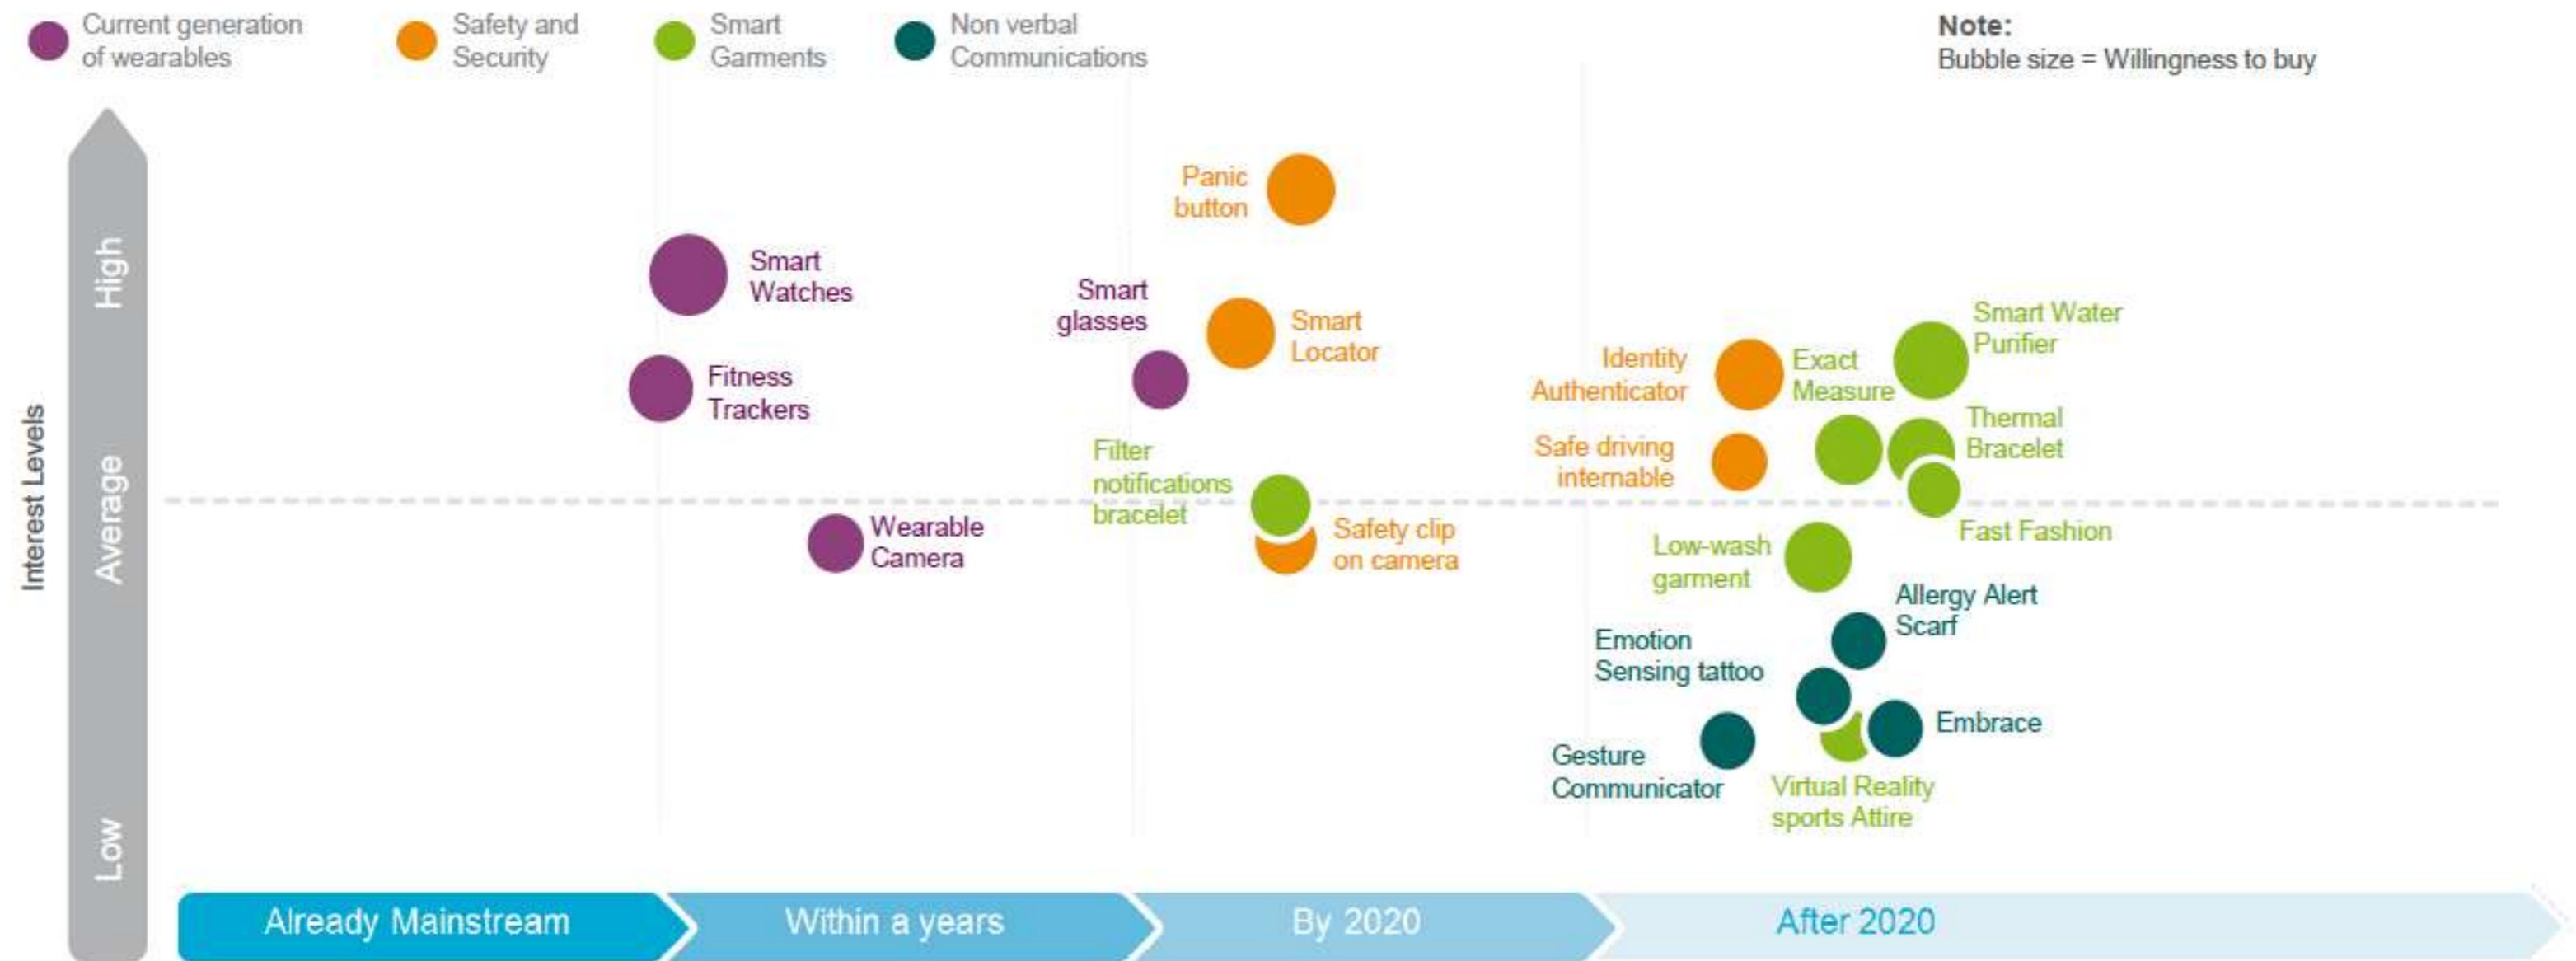 Current generation
of wearables
Safety and
Security
Smart
Garments
Non verbal
Communications
Note:
Bubble size = Willingness to buy
Interest Levels
High
Average
Low
Panic
button
Smart
Watches
Smart
glasses
Smart
Locator
Fitness
Trackers
Identity
Authenticator
Exact
Measure
Smart Water
Purifier
Thermal
Bracelet
Filter
notifications
bracelet
Safe driving
internable
Wearable
Camera
Safety clip
on camera
Fast Fashion
Low-wash
garment
Allergy Alert
Scarf
Emotion
Sensing tattoo
Embrace
Gesture
Communicator
Virtual Reality
sports Attire
Already Mainstream
Within a years
By 2020
After 2020